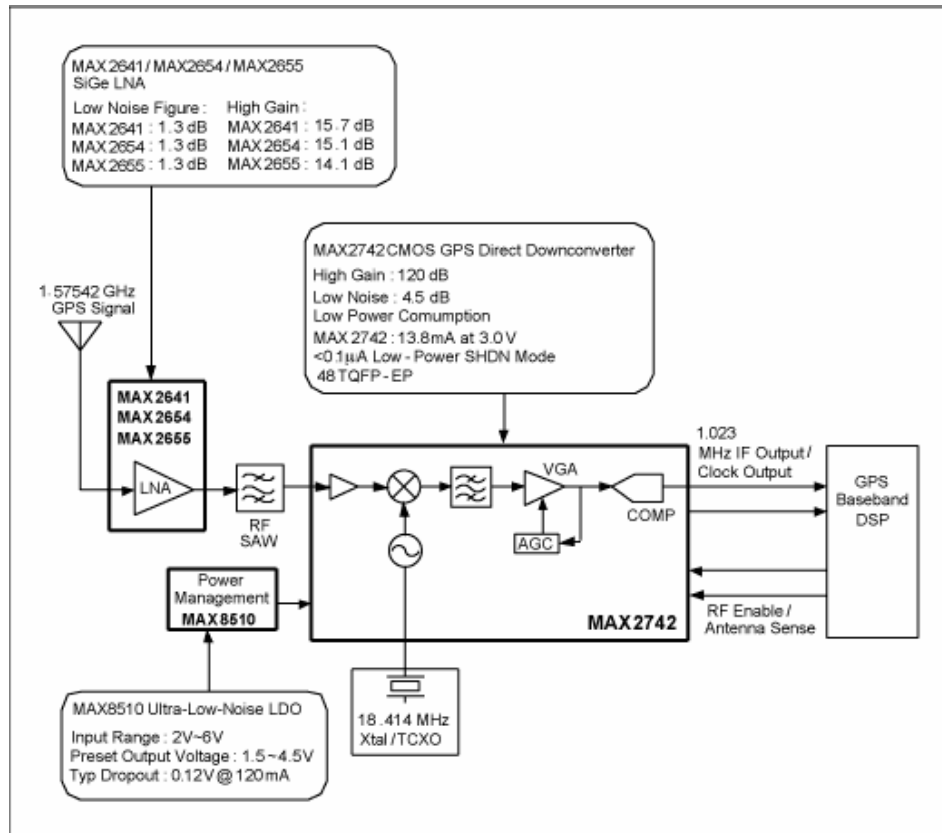 MAX2641/MAX2654/MAX2655
SiGe LNA
Low Noise Figure : High Gain :
MAX2641 : 1.3 dB MAX2641 : 15.7 dB
MAX2654 : 1.3 dB MAX2654 : 15.1 dB
MAX2655 : 1.3 dB MAX2655 : 14.1 dB
MAX2742 CMOS GPS Direct Downconverter
High Gain : 120 dB
Low Noise : 4.5 dB
Low Power Comumption
MAX 2742 : 13.8mA at 3.0V
<0.1µA Low - Power SHDN Mode
48 TQFP - EP
1.57542 GHz
GPS Signal
MAX2641
MAX2654
MAX2655
LNA
RF
SAW
VGA
AGC
COMP
MAX2742
1.023
MHz IF Output /
Clock Output
GPS
Baseband
DSP
RF Enable /
Antenna Sense
Power
Management
MAX8510
18.414 MHz
Xtal /TCXO
MAX8510 Ultra-Low-Noise LDO
Input Range : 2V~6V
Preset Output Voltage : 1.5~4.5V
Typ Dropout : 0.12V @ 120mA